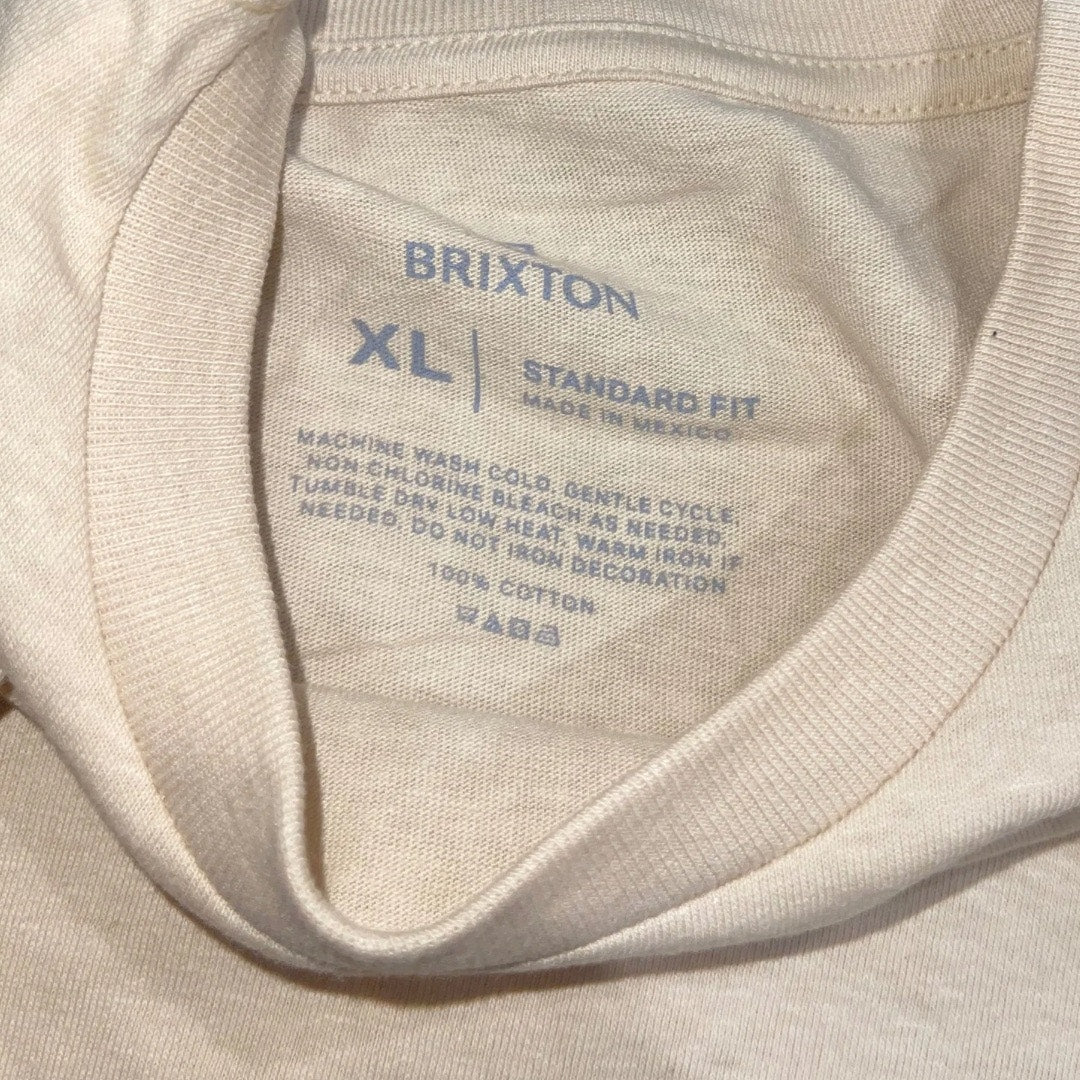 BRIXTON
XL | STANDARD FIT
MADE IN MEXICO
MACHINE WASH COLD, GENTLE CYCLE,
NON CHLORINE BLEACH AS NEEDED,
TUMBLE DRY LOW HEAT, WARM IRON IF
NEEDED, DO NOT IRON DECORATION
100% COTTON